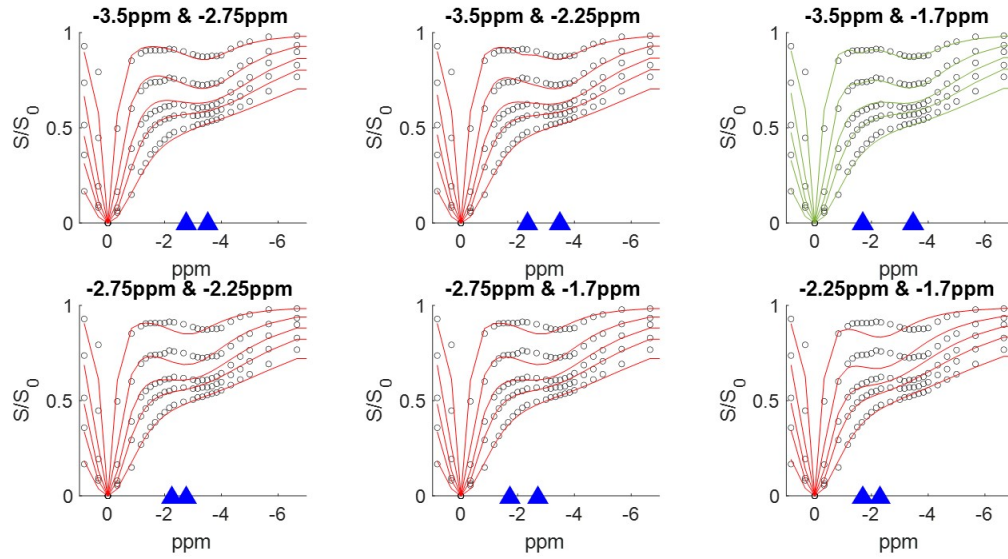 -3.5ppm & -2.75ppm
-3.5ppm & -2.25ppm
-3.5ppm & -1.7ppm
1
0.5
0
S/S0
0 -2 -4 -6
ppm
1
0.5
0
S/S0
0 -2 -4 -6
ppm
1
0.5
0
S/S0
0 -2 -4 -6
ppm
-2.75ppm & -2.25ppm
-2.75ppm & -1.7ppm
-2.25ppm & -1.7ppm
1
0.5
0
S/S0
0 -2 -4 -6
ppm
1
0.5
0
S/S0
0 -2 -4 -6
ppm
1
0.5
0
S/S0
0 -2 -4 -6
ppm